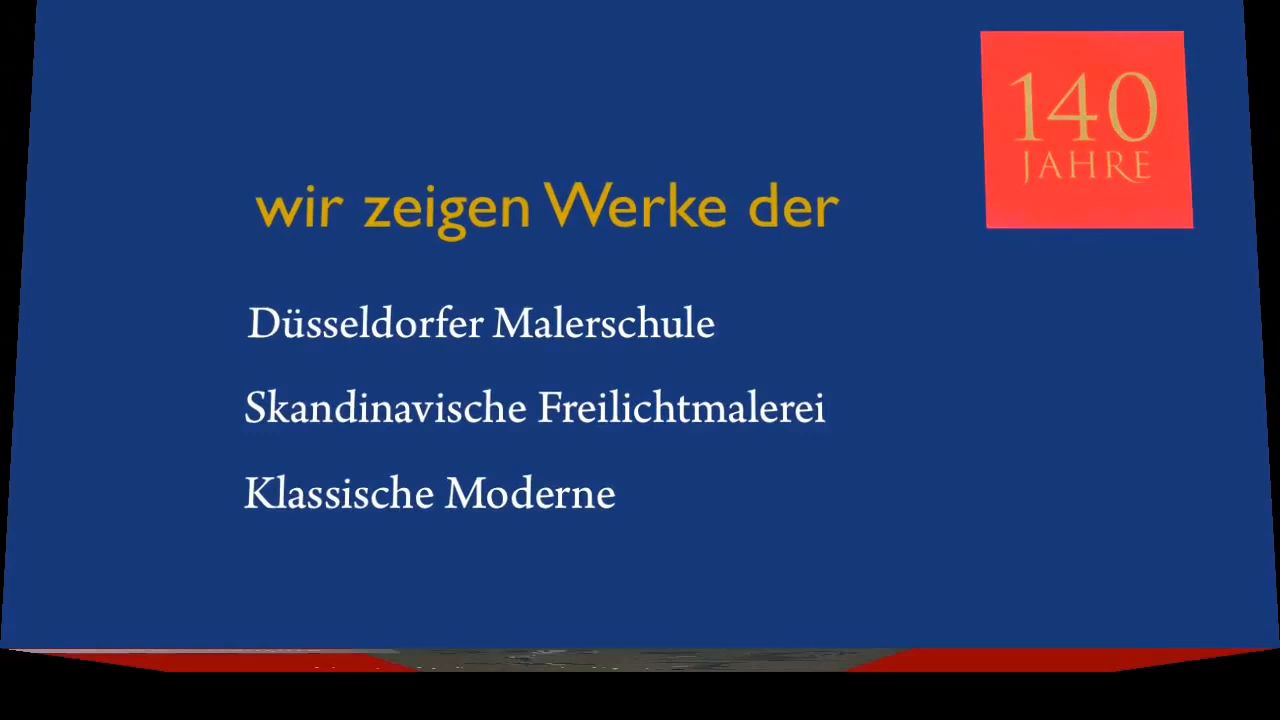 140
JAHRE
wir zeigen Werke der
Düsseldorfer Malerschule
Skandinavische Freilichtmalerei
Klassische Moderne